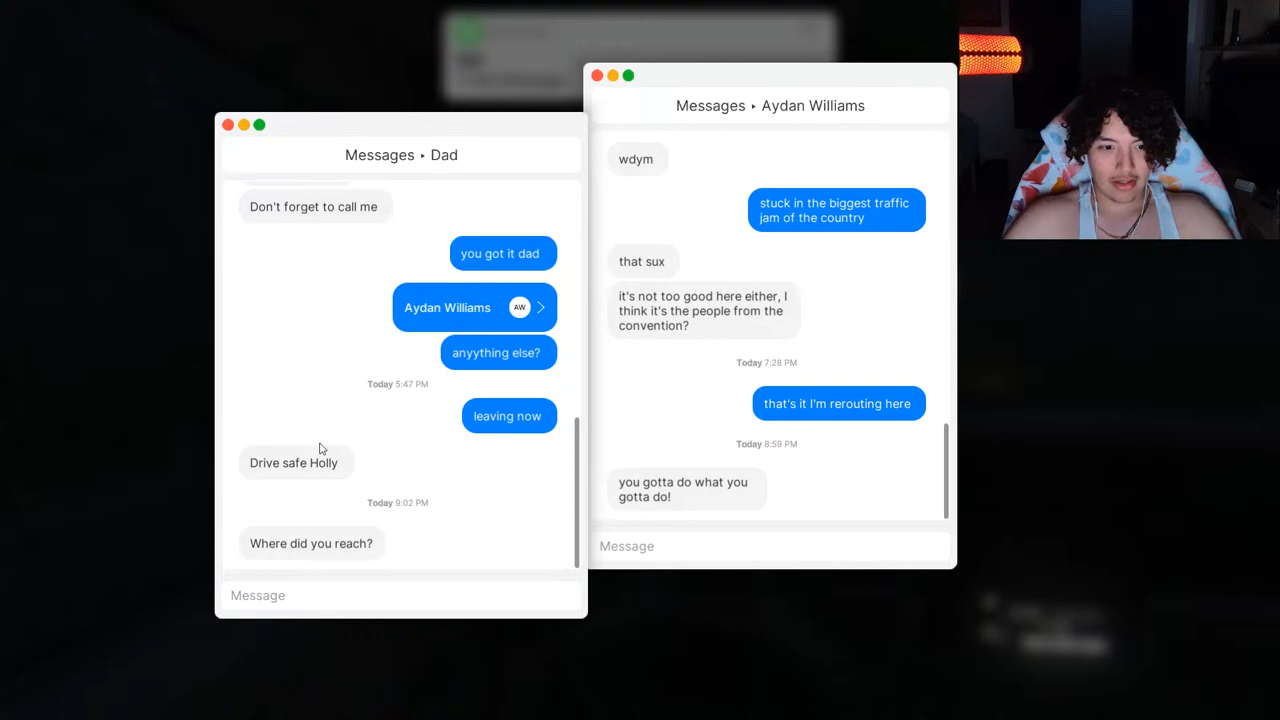 Messages ▸ Dad
Don't forget to call me
you got it dad
Aydan Williams AW
anyything else?
Today 5:47 PM
leaving now
Drive safe Holly
Today 9:02 PM
Where did you reach?
Message
Messages ▸ Aydan Williams
wdym
stuck in the biggest traffic
jam of the country
that sux
it's not too good here either, I
think it's the people from the
convention?
Today 7:28 PM
that's it I'm rerouting here
Today 8:59 PM
you gotta do what you
gotta do!
Message